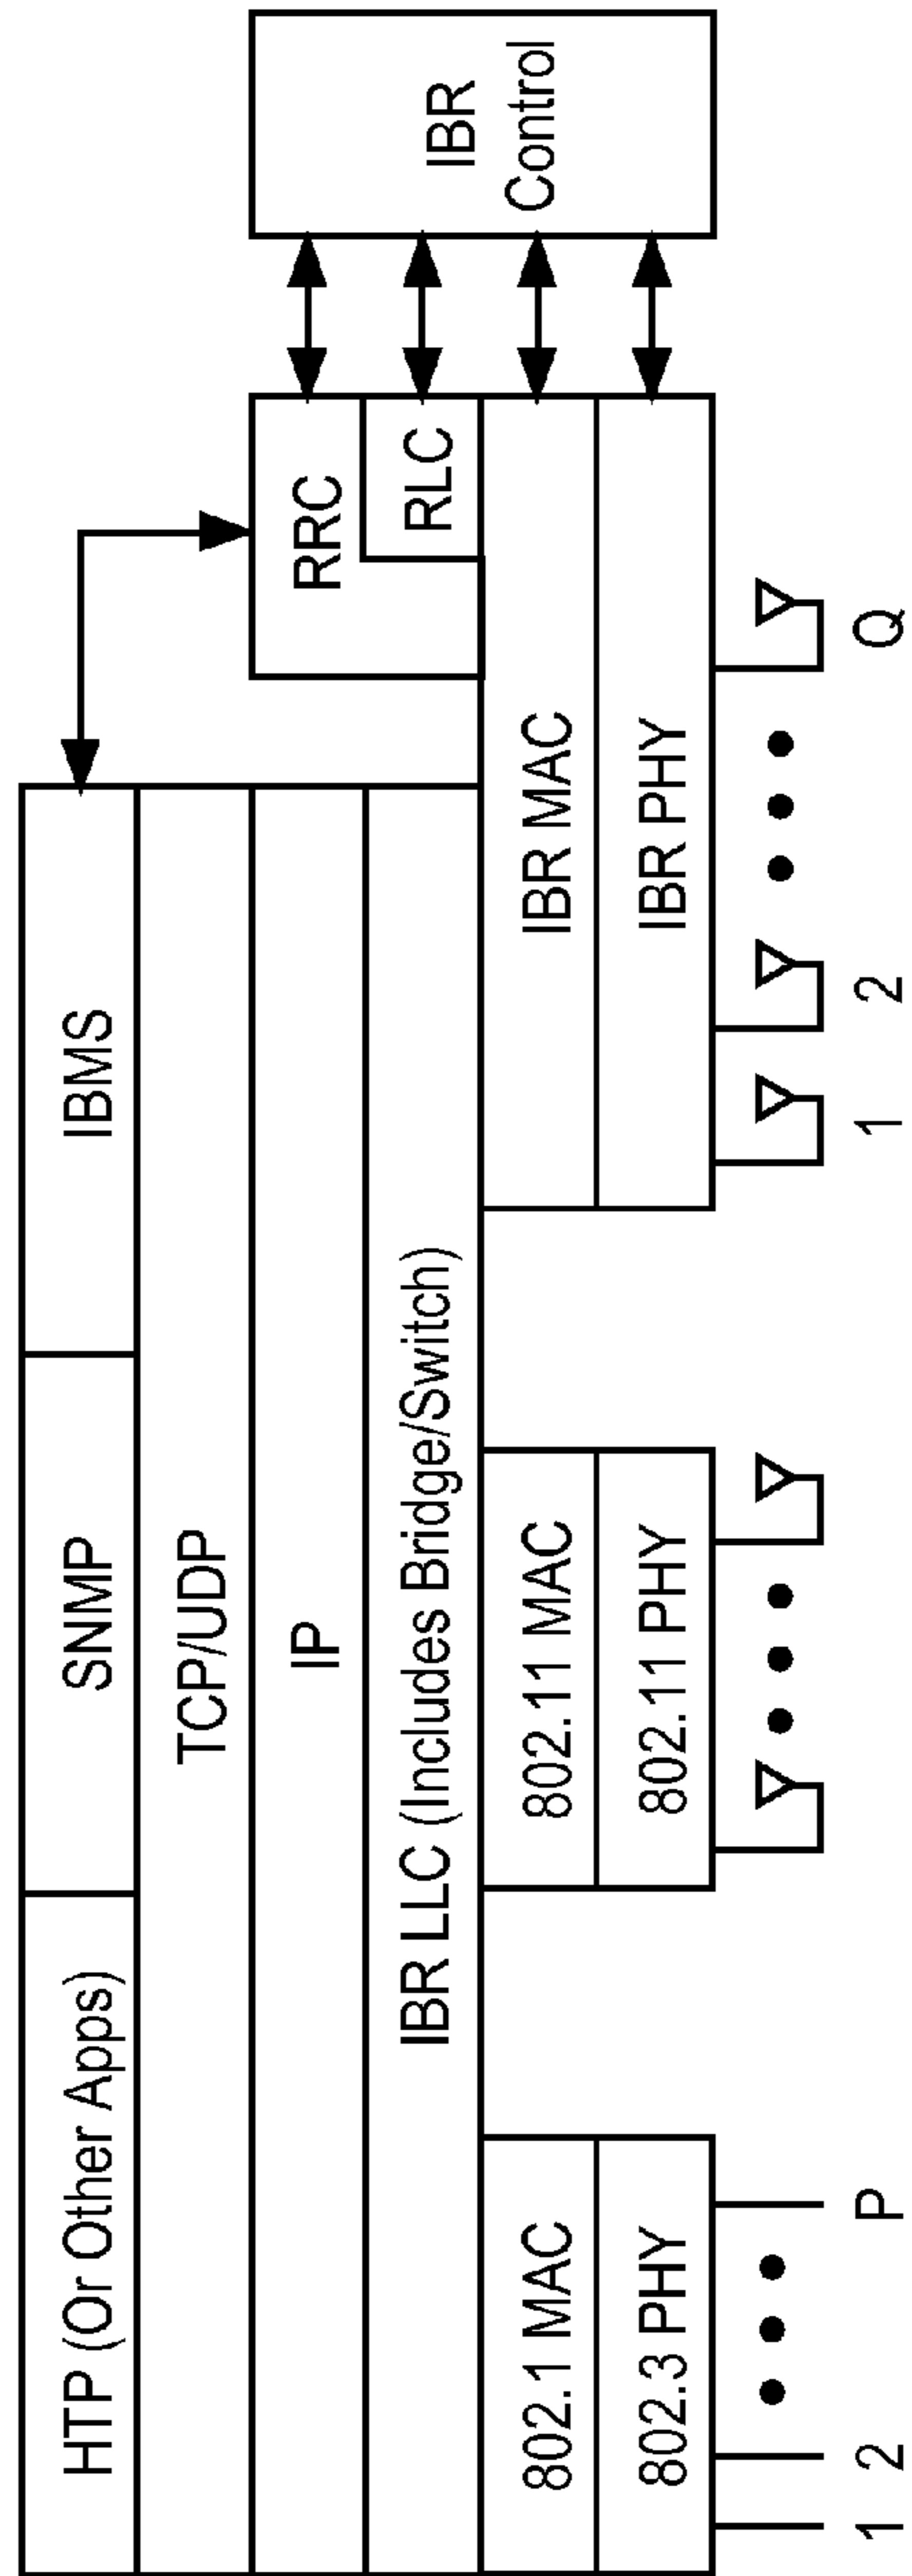 HTP (Or Other Apps)
SNMP
IBMS
TCP/UDP
IP
IBR LLC (Includes Bridge/Switch)
RRC
RLC
IBR
Control
802.1 MAC
802.3 PHY
802.11 MAC
802.11 PHY
IBR MAC
IBR PHY
1 2 P
1 2 Q